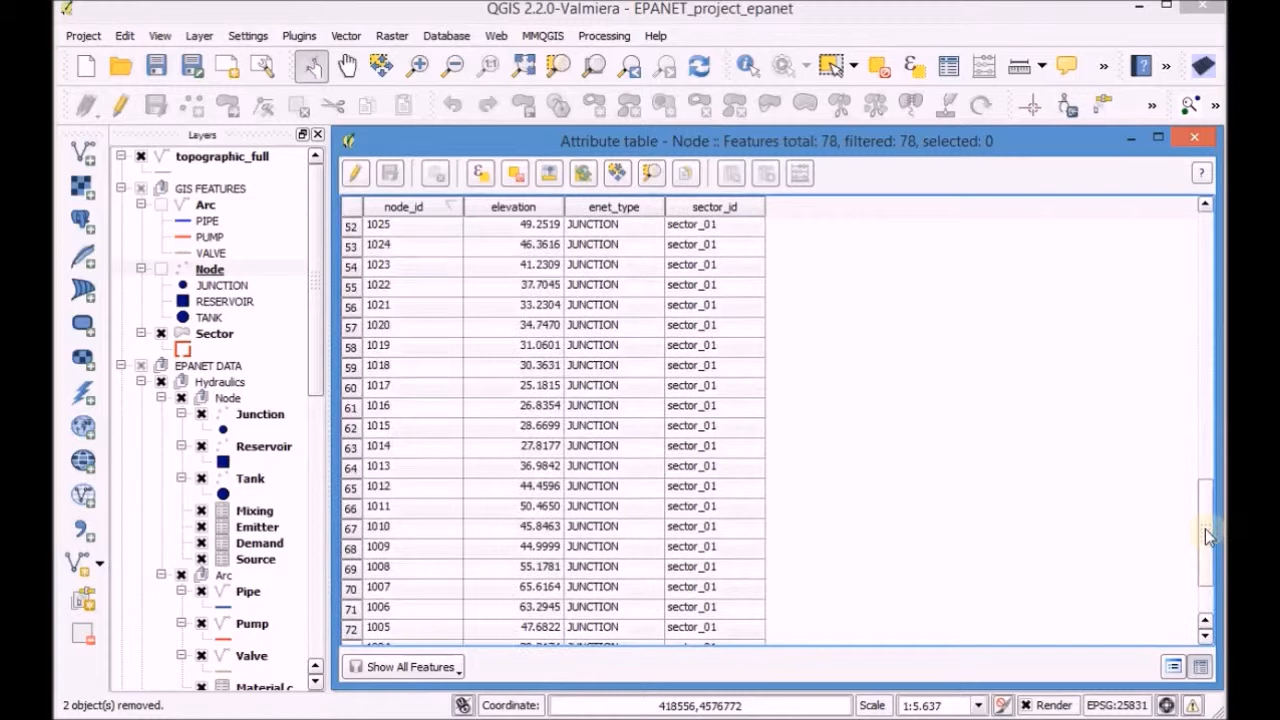 QGIS 2.2.0-Valmiera - EPANET_project_epanet
Project Edit View Layer Settings Plugins Vector Raster Database Web MMQGIS Processing Help
Layers
topographic_full
GIS FEATURES
Arc
PIPE
PUMP
VALVE
Node
JUNCTION
RESERVOIR
TANK
Sector
EPANET DATA
Hydraulics
Node
Junction
Reservoir
Tank
Mixing
Emitter
Demand
Source
Arc
Pipe
Pump
Valve
Material c
Attribute table - Node :: Features total: 78, filtered: 78, selected: 0
?
node_id elevation enet_type sector_id
52 1025 49.2519 JUNCTION sector_01
53 1024 46.3616 JUNCTION sector_01
54 1023 41.2309 JUNCTION sector_01
55 1022 37.7045 JUNCTION sector_01
56 1021 33.2304 JUNCTION sector_01
57 1020 34.7470 JUNCTION sector_01
58 1019 31.0601 JUNCTION sector_01
59 1018 30.3631 JUNCTION sector_01
60 1017 25.1815 JUNCTION sector_01
61 1016 26.8354 JUNCTION sector_01
62 1015 28.6699 JUNCTION sector_01
63 1014 27.8177 JUNCTION sector_01
64 1013 36.9842 JUNCTION sector_01
65 1012 44.4596 JUNCTION sector_01
66 1011 50.4650 JUNCTION sector_01
67 1010 45.8463 JUNCTION sector_01
68 1009 44.9999 JUNCTION sector_01
69 1008 55.1781 JUNCTION sector_01
70 1007 65.6164 JUNCTION sector_01
71 1006 63.2945 JUNCTION sector_01
72 1005 47.6822 JUNCTION sector_01
Show All Features
2 object(s) removed. Coordinate: 418556,4576772 Scale 1:5.637 Render EPSG:25831